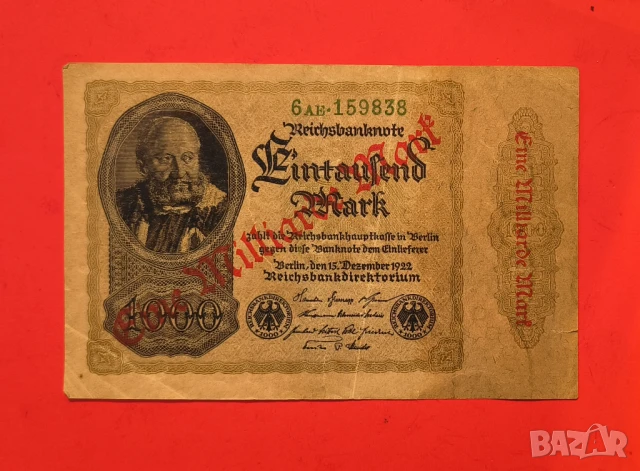 6AE·159838
Reichsbanknote
Eintausend
Mark
zahlt die Reichsbankhauptkasse in Berlin
gegen diese Banknote dem Einlieferer
Berlin, den 15. Dezember 1922
Reichsbankdirektorium
Eine Milliarde Mark
1000
Eine Milliarde Mark
BAZAR
.bg